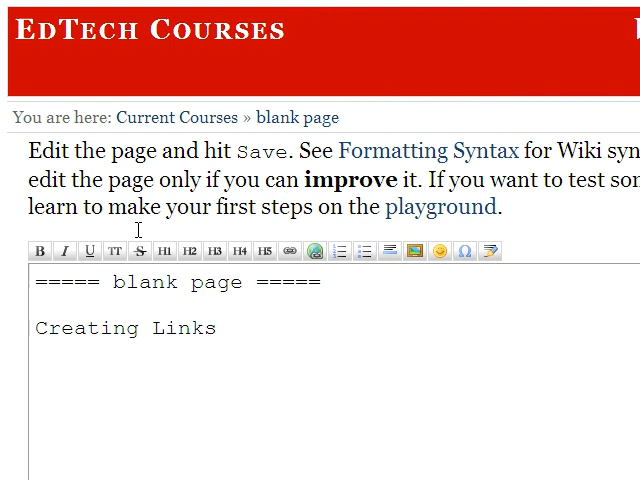 EDTECH COURSES
You are here: Current Courses » blank page
Edit the page and hit Save. See Formatting Syntax for Wiki syn
edit the page only if you can improve it. If you want to test so
learn to make your first steps on the playground.
B I U TT S H1 H2 H3 H4 H5
===== blank page =====
Creating Links